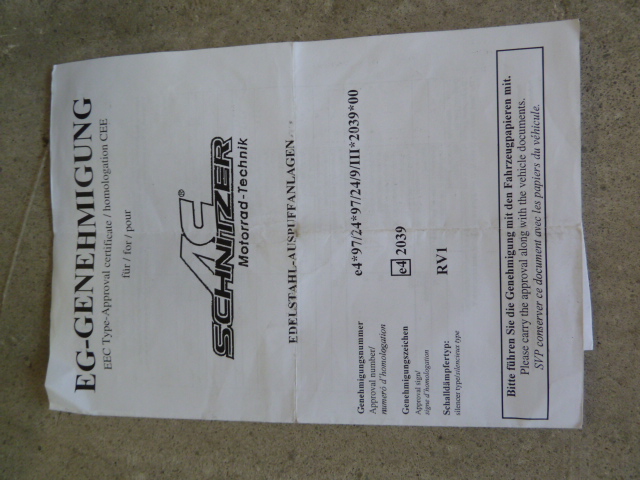 EG-GENEHMIGUNG
EEC Type-Approval certificate / homologation CEE
für / for / pour
AC®
SCHNITZER
Motorrad-Technik
EDELSTAHL-AUSPUFFANLAGEN
Genehmigungsnummer
Approval number/
numeró d'homologation
e4*97/24*97/24/9/III*2039*00
Genehmigungszeichen
Approval sign/
signe d'homologation
e4 2039
Schalldämpfertyp:
silencer type/silencieux type
RV1
Bitte führen Sie die Genehmigung mit den Fahrzeugpapieren mit.
Please carry the approval along with the vehicle documents.
SVP conserver ce document avec les papiers du véhicule.